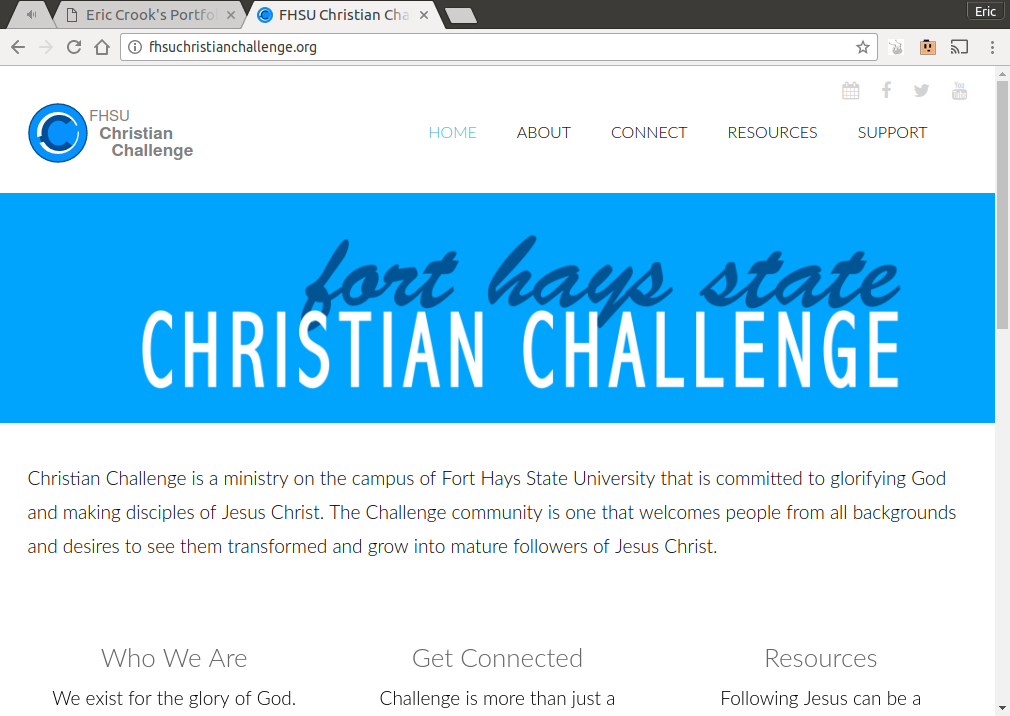 Eric Crook's Portfo
FHSU Christian Cha
Eric
fhsuchristianchallenge.org
FHSU
Christian
Challenge
HOME ABOUT CONNECT RESOURCES SUPPORT
You
Tube
fort hays state
CHRISTIAN CHALLENGE
Christian Challenge is a ministry on the campus of Fort Hays State University that is committed to glorifying God
and making disciples of Jesus Christ. The Challenge community is one that welcomes people from all backgrounds
and desires to see them transformed and grow into mature followers of Jesus Christ.
Who We Are
We exist for the glory of God.
Get Connected
Challenge is more than just a
Resources
Following Jesus can be a